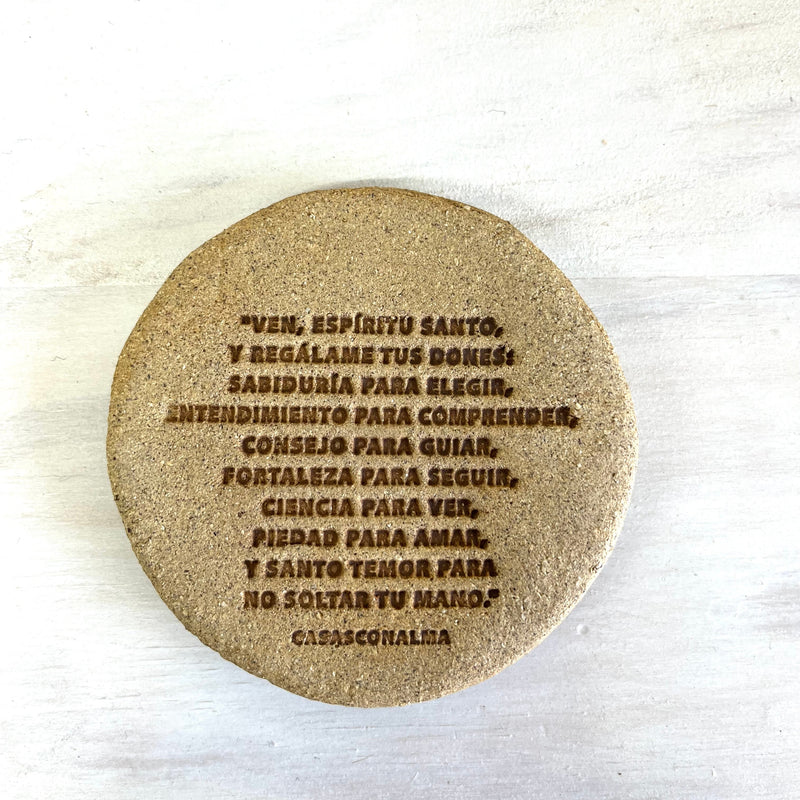 "VEN, ESPÍRITU SANTO,
Y REGÁLAME TUS DONES:
SABIDURÍA PARA ELEGIR,
ENTENDIMIENTO PARA COMPRENDER,
CONSEJO PARA GUIAR,
FORTALEZA PARA SEGUIR,
CIENCIA PARA VER,
PIEDAD PARA AMAR,
Y SANTO TEMOR PARA
NO SOLTAR TU MANO."
CASASCONALMA